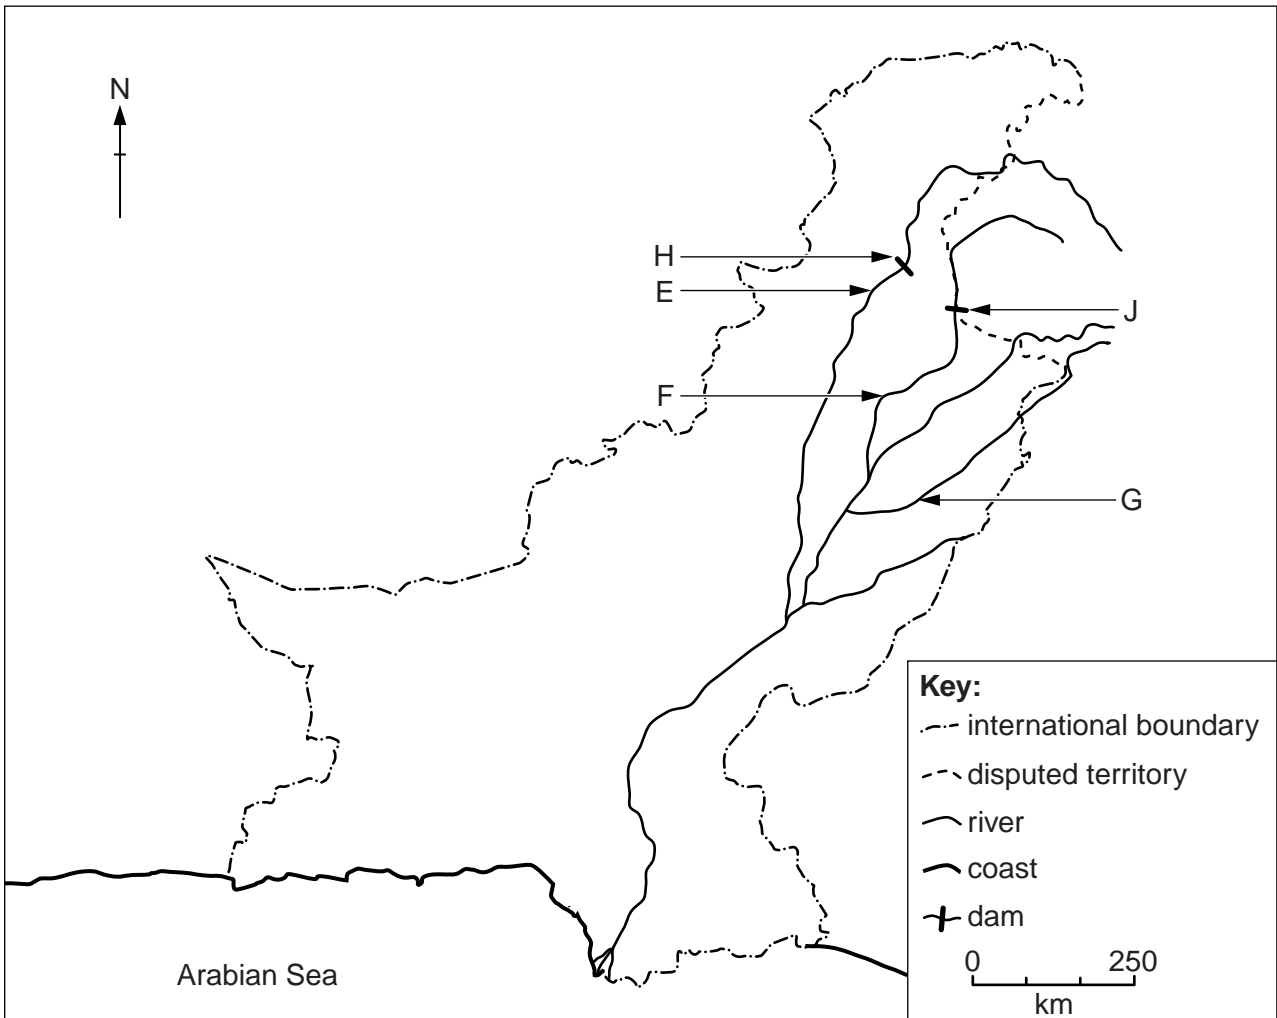 N
H
E
J
F
G
Key:
international boundary
disputed territory
river
coast
dam
0 250
km
Arabian Sea